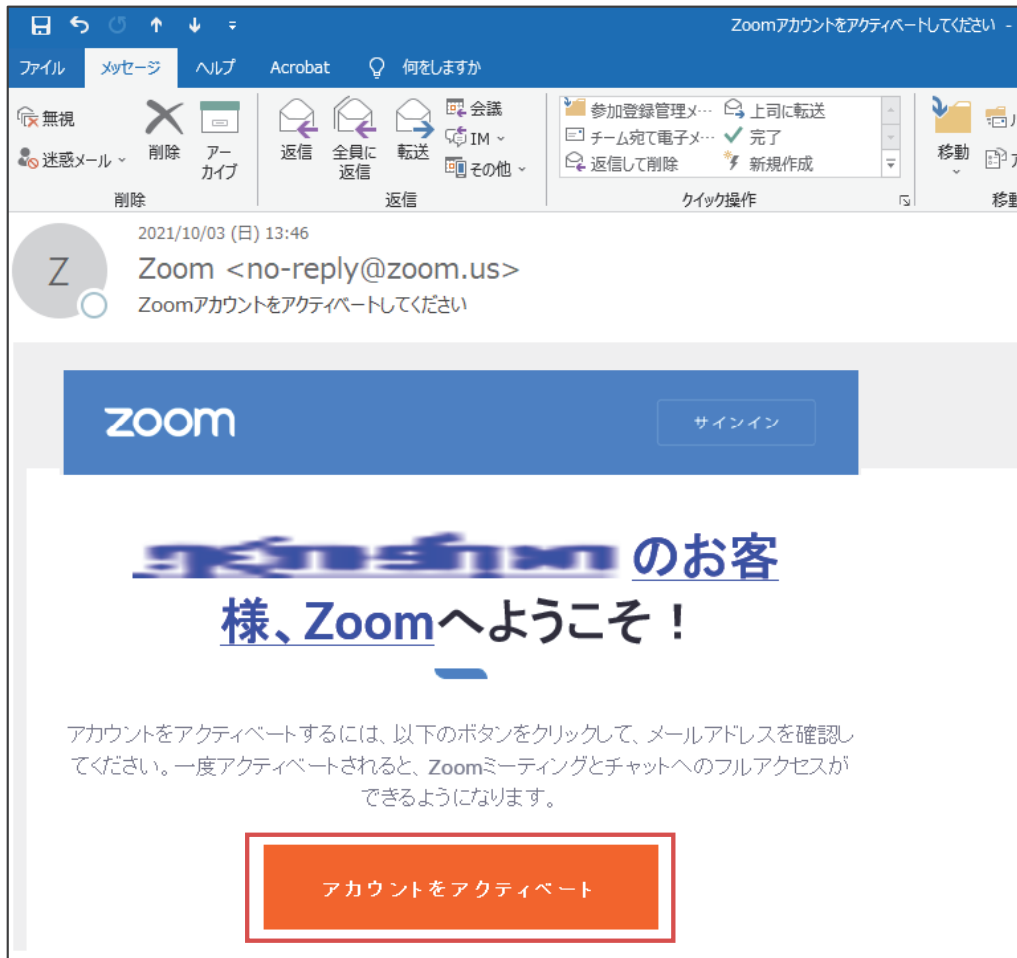 Zoomアカウントをアクティベートしてください -
ファイル メッセージ ヘルプ Acrobat 何をしますか
無視
迷惑メール
削除
アー
カイブ
削除
返信
全員に
返信
転送
会議
IM
その他
返信
参加登録管理メ…
チーム宛て電子メ…
返信して削除
上司に転送
完了
新規作成
クイック操作
移動
移動
2021/10/03 (日) 13:46
Z
Zoom <no-reply@zoom.us>
Zoomアカウントをアクティベートしてください
zoom サインイン
のお客
様、Zoomへようこそ！
アカウントをアクティベートするには、以下のボタンをクリックして、メールアドレスを確認し
てください。一度アクティベートされると、Zoomミーティングとチャットへのフルアクセスが
できるようになります。
アカウントをアクティベート